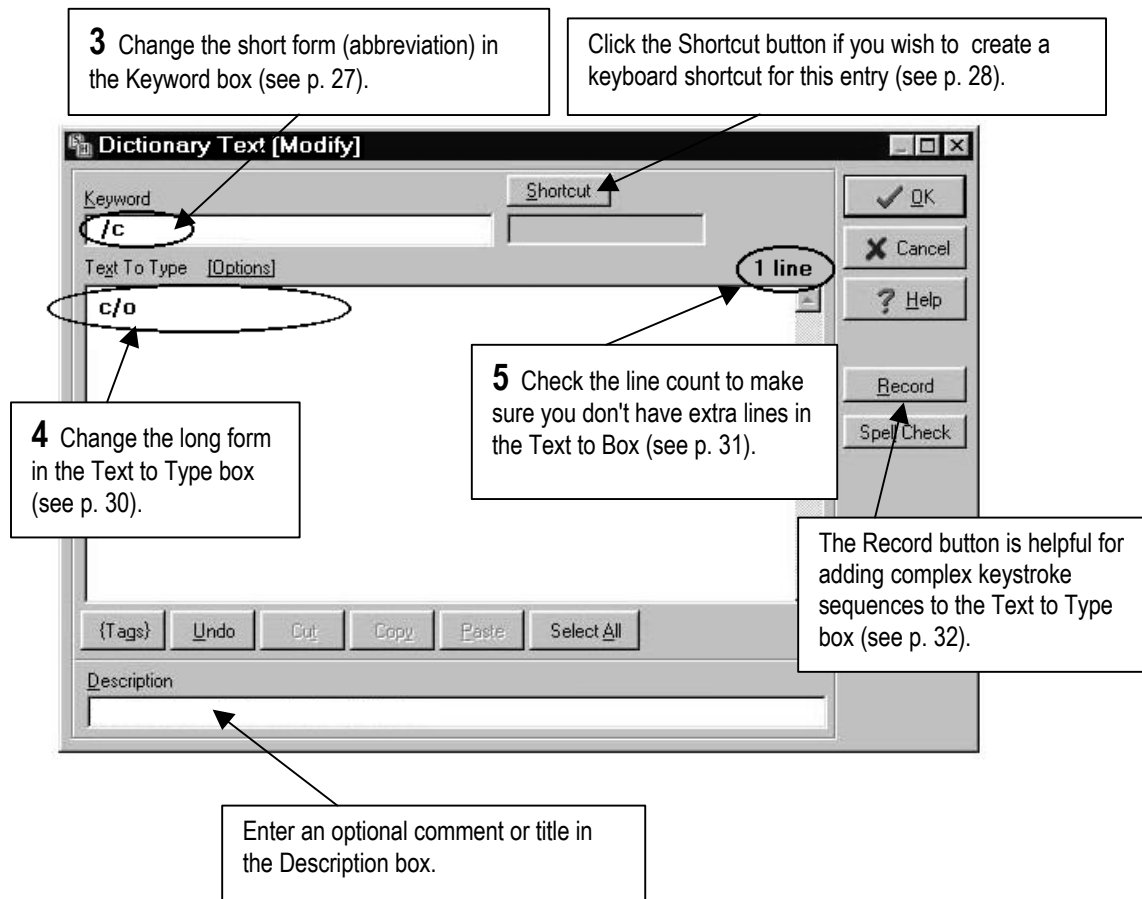 3 Change the short form (abbreviation) in
the Keyword box (see p. 27).
Click the Shortcut button if you wish to create a
keyboard shortcut for this entry (see p. 28).
Dictionary Text [Modify]
Keyword
Shortcut
/c
OK
Cancel
Help
Text To Type [Options]
1 line
c/o
5 Check the line count to make
sure you don't have extra lines in
the Text to Box (see p. 31).
Record
Spell Check
4 Change the long form
in the Text to Type box
(see p. 30).
The Record button is helpful for
adding complex keystroke
sequences to the Text to Type
box (see p. 32).
{Tags} Undo Cut Copy Paste Select All
Description
Enter an optional comment or title in
the Description box.